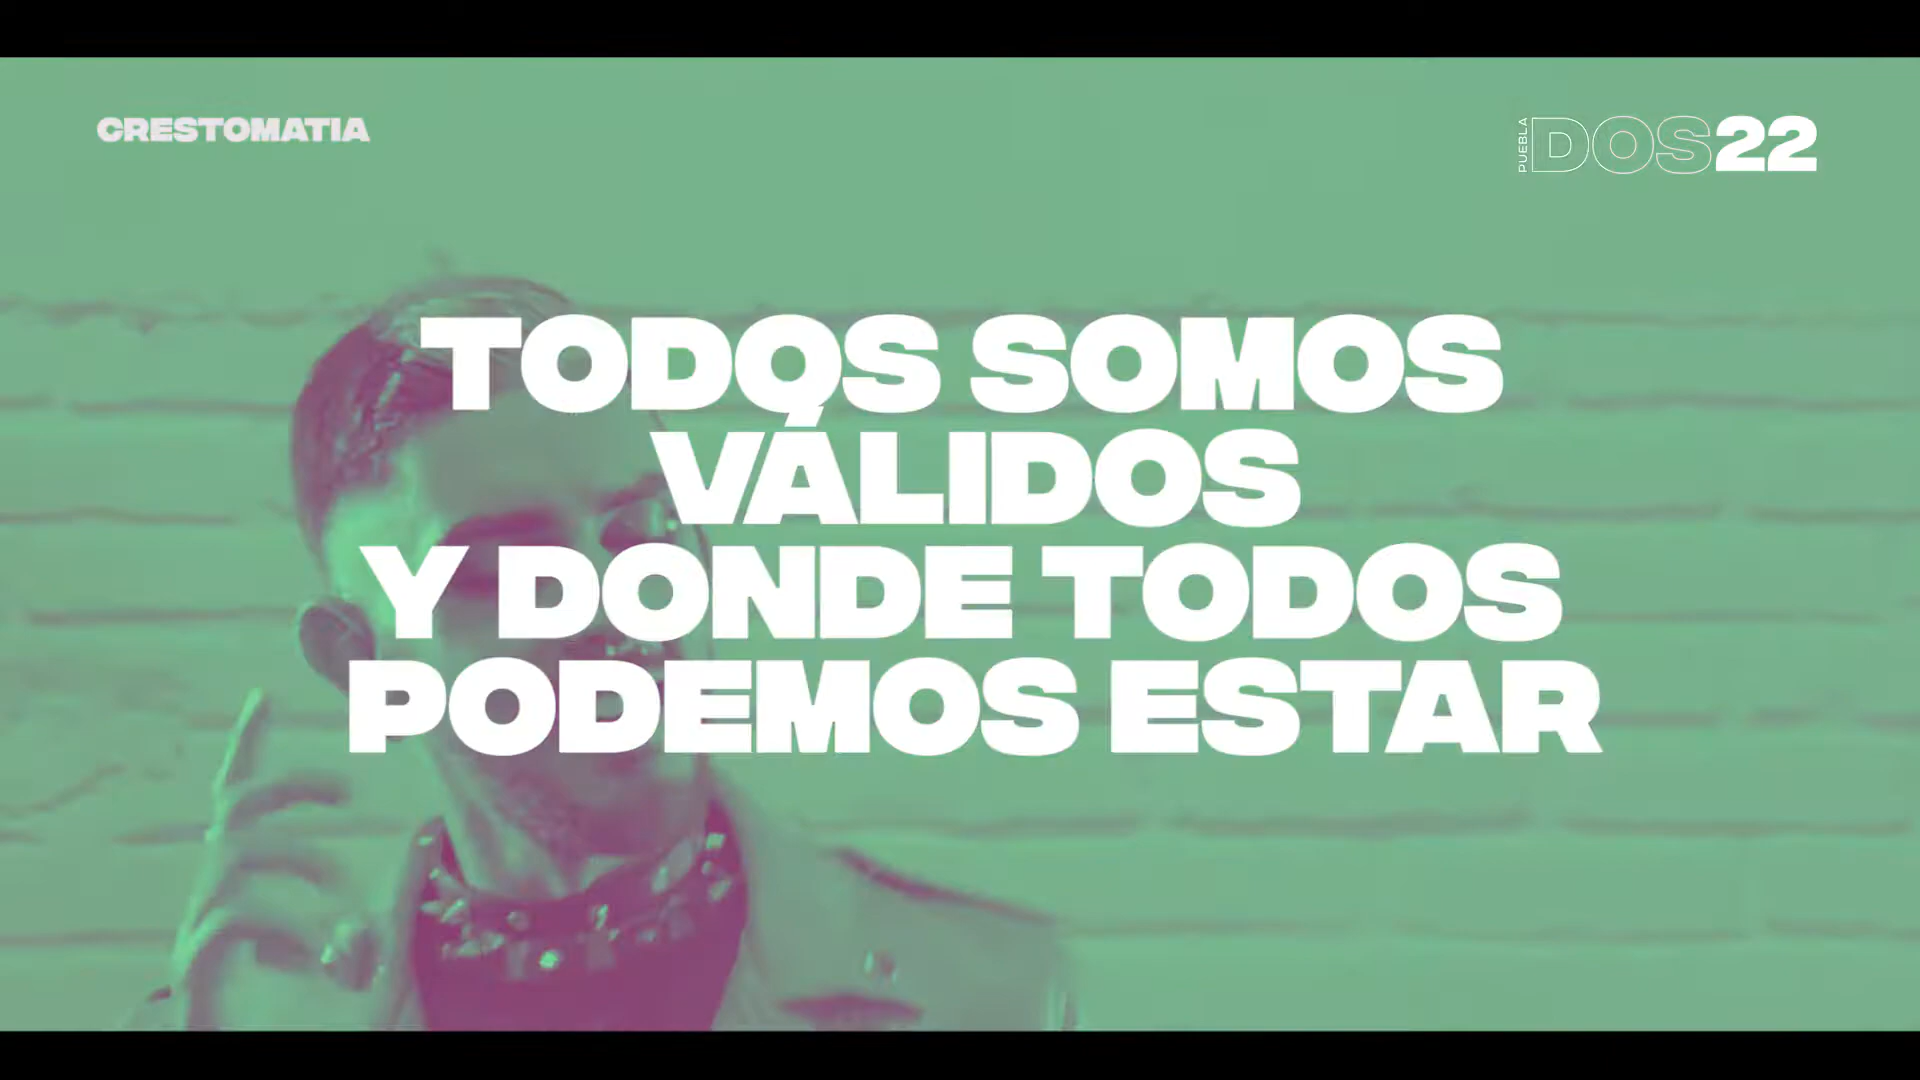 CRESTOMATIA
PUEBLA DOS22
TODOS SOMOS
VÁLIDOS
Y DONDE TODOS
PODEMOS ESTAR